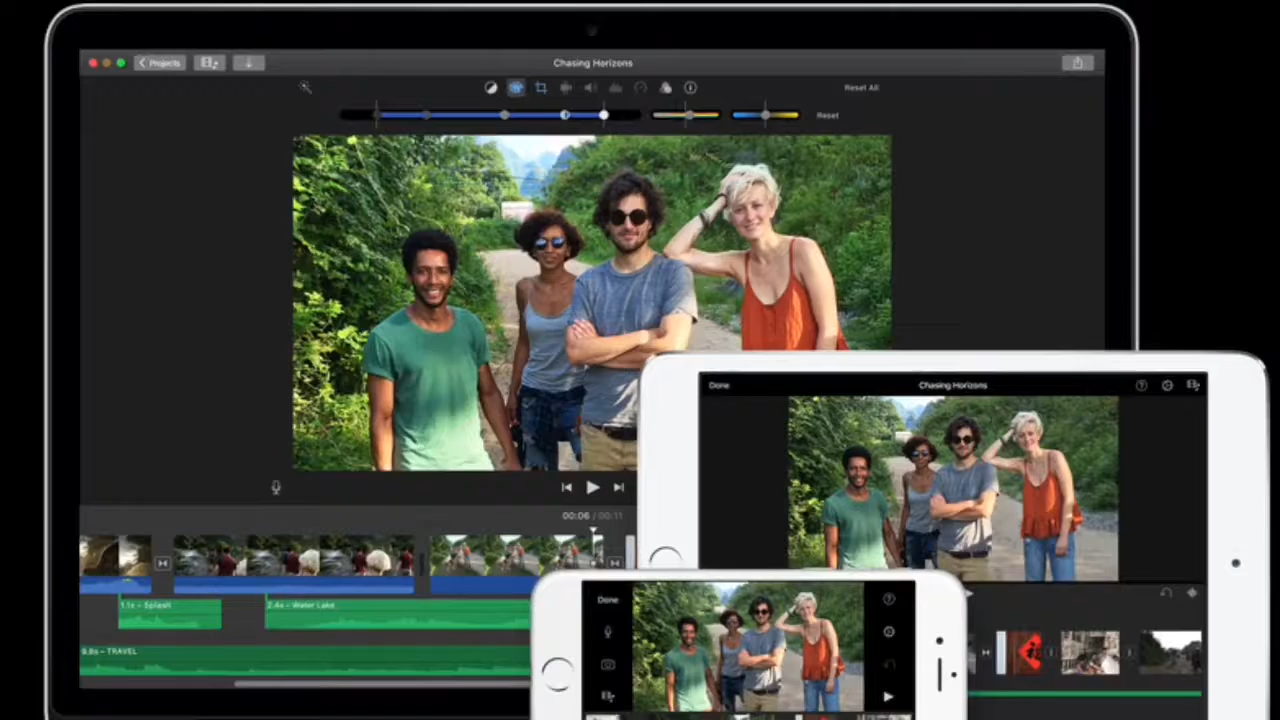 Projects
Chasing Horizons
Reset All
Reset
00:06 / 00:11
1.1s – Splash
2.4s – Water Lake
9.8s – TRAVEL
Done
Chasing Horizons
Done